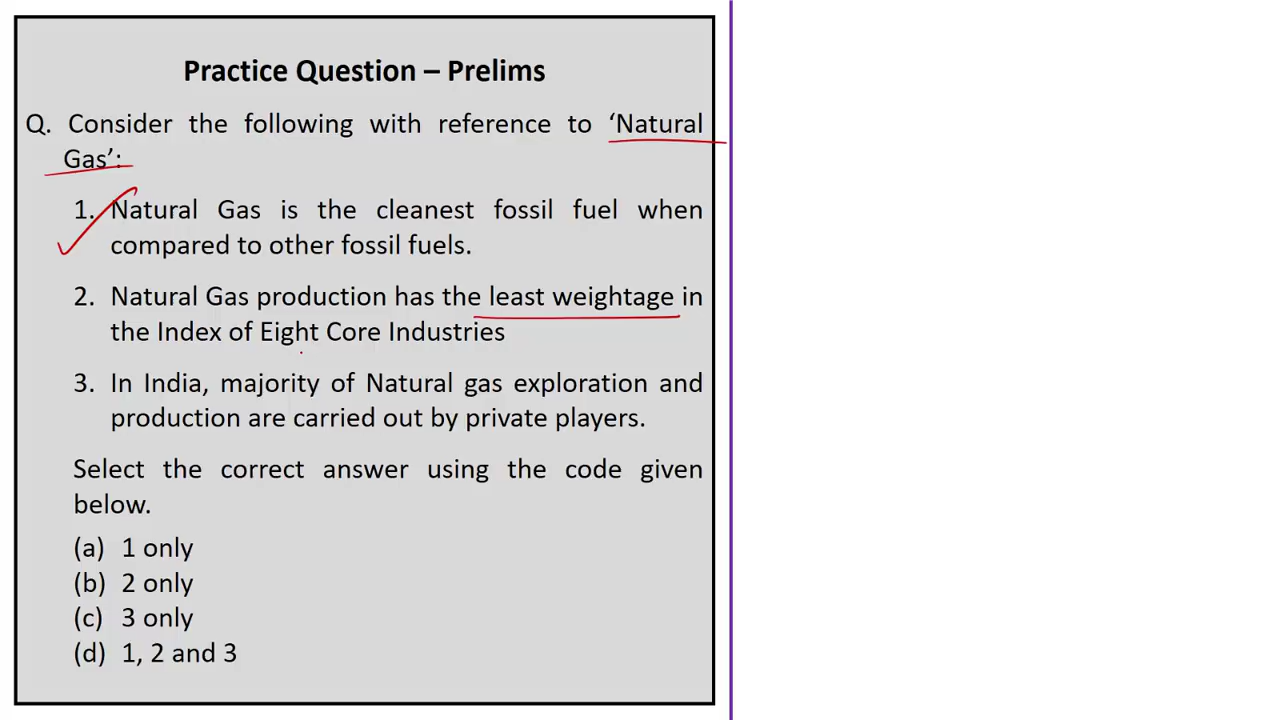 Practice Question – Prelims
Q. Consider the following with reference to ‘Natural
Gas’:
1. Natural Gas is the cleanest fossil fuel when
compared to other fossil fuels.
2. Natural Gas production has the least weightage in
the Index of Eight Core Industries
3. In India, majority of Natural gas exploration and
production are carried out by private players.
Select the correct answer using the code given
below.
(a) 1 only
(b) 2 only
(c) 3 only
(d) 1, 2 and 3